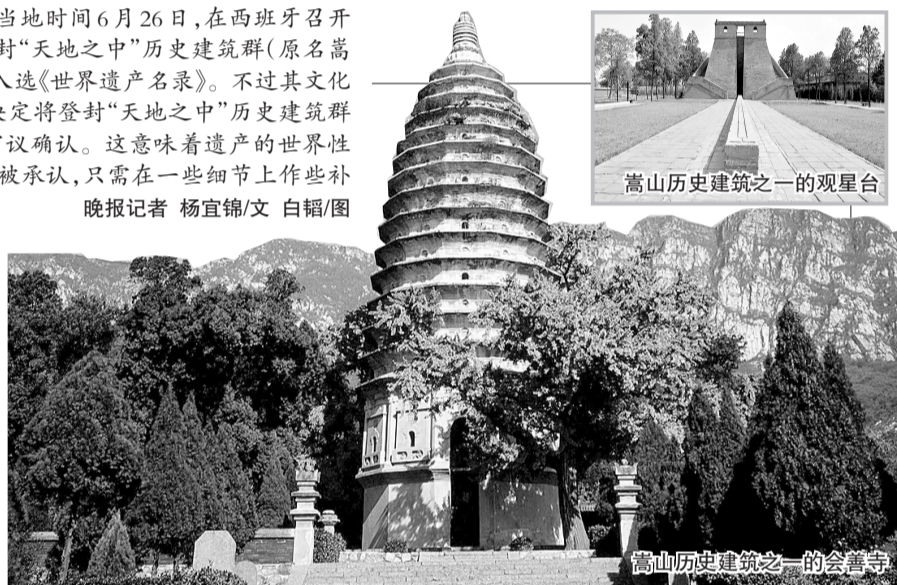 当地时间6月26日,在西班牙召开
封“天地之中”历史建筑群(原名嵩
入选《世界遗产名录》。不过其文化
决定将登封“天地之中”历史建筑群
议确认。这意味着遗产的世界性
被承认,只需在一些细节上作些补
晚报记者 杨宜锦/文 白韬/图
嵩山历史建筑之一的观星台
嵩山历史建筑之一的会善寺